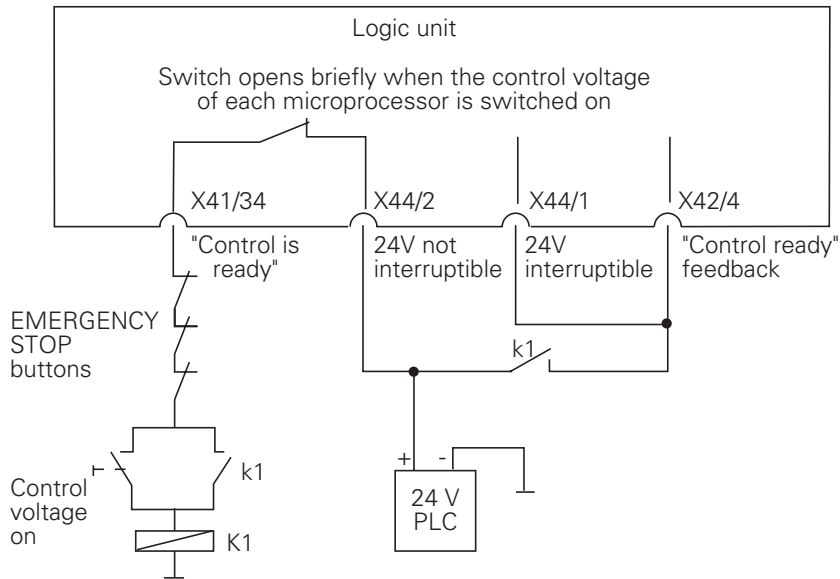 Logic unit
Switch opens briefly when the control voltage
of each microprocessor is switched on
X41/34
X44/2
X44/1
X42/4
"Control is
ready"
24V not
interruptible
24V
interruptible
"Control ready"
feedback
EMERGENCY
STOP
buttons
k1
Control
voltage
on
k1
K1
+
-
24 V
PLC